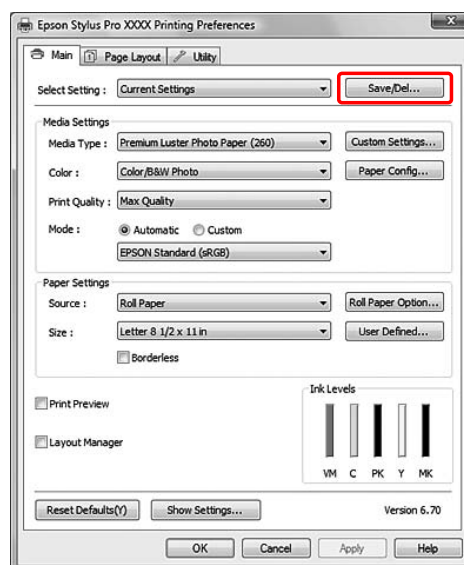 Epson Stylus Pro XXXX Printing Preferences
Main Page Layout Utility
Select Setting : Current Settings Save/Del...
Media Settings
Media Type : Premium Luster Photo Paper (260) Custom Settings...
Color : Color/B&W Photo Paper Config...
Print Quality : Max Quality
Mode : Automatic Custom
EPSON Standard (sRGB)
Paper Settings
Source : Roll Paper Roll Paper Option...
Size : Letter 8 1/2 x 11 in User Defined...
Borderless
Ink Levels
Print Preview
Layout Manager
VM C PK Y MK
Reset Defaults(Y) Show Settings... Version 6.70
OK Cancel Apply Help